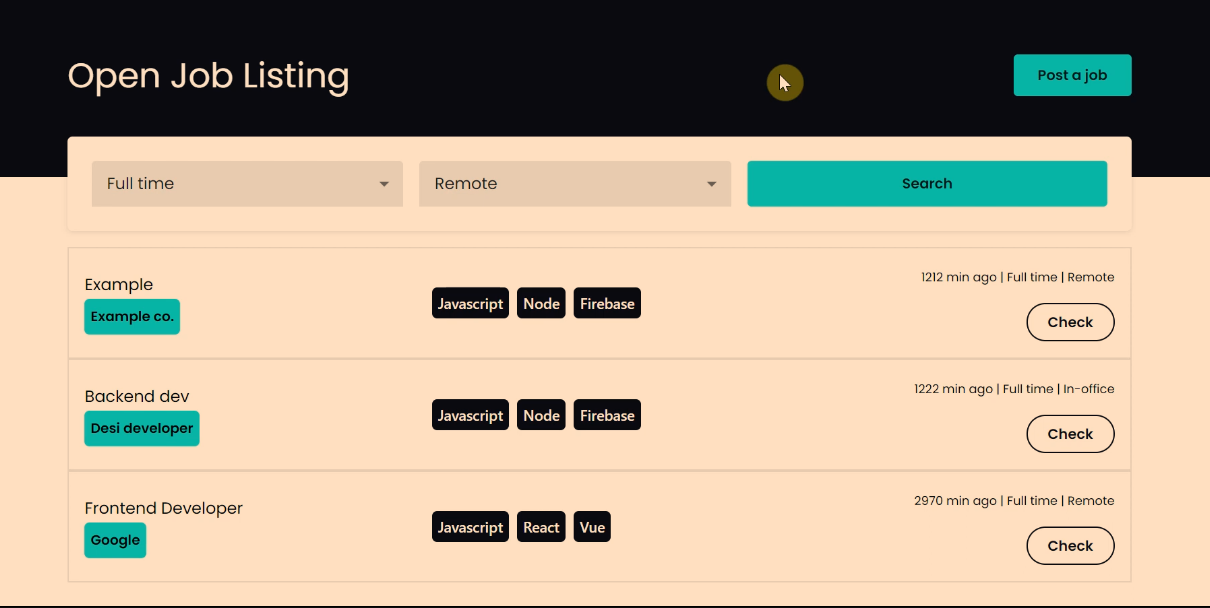 Open Job Listing
Post a job
Full time
Remote
Search
Example
Example co.
Javascript Node Firebase
1212 min ago | Full time | Remote
Check
Backend dev
Desi developer
Javascript Node Firebase
1222 min ago | Full time | In-office
Check
Frontend Developer
Google
Javascript React Vue
2970 min ago | Full time | Remote
Check